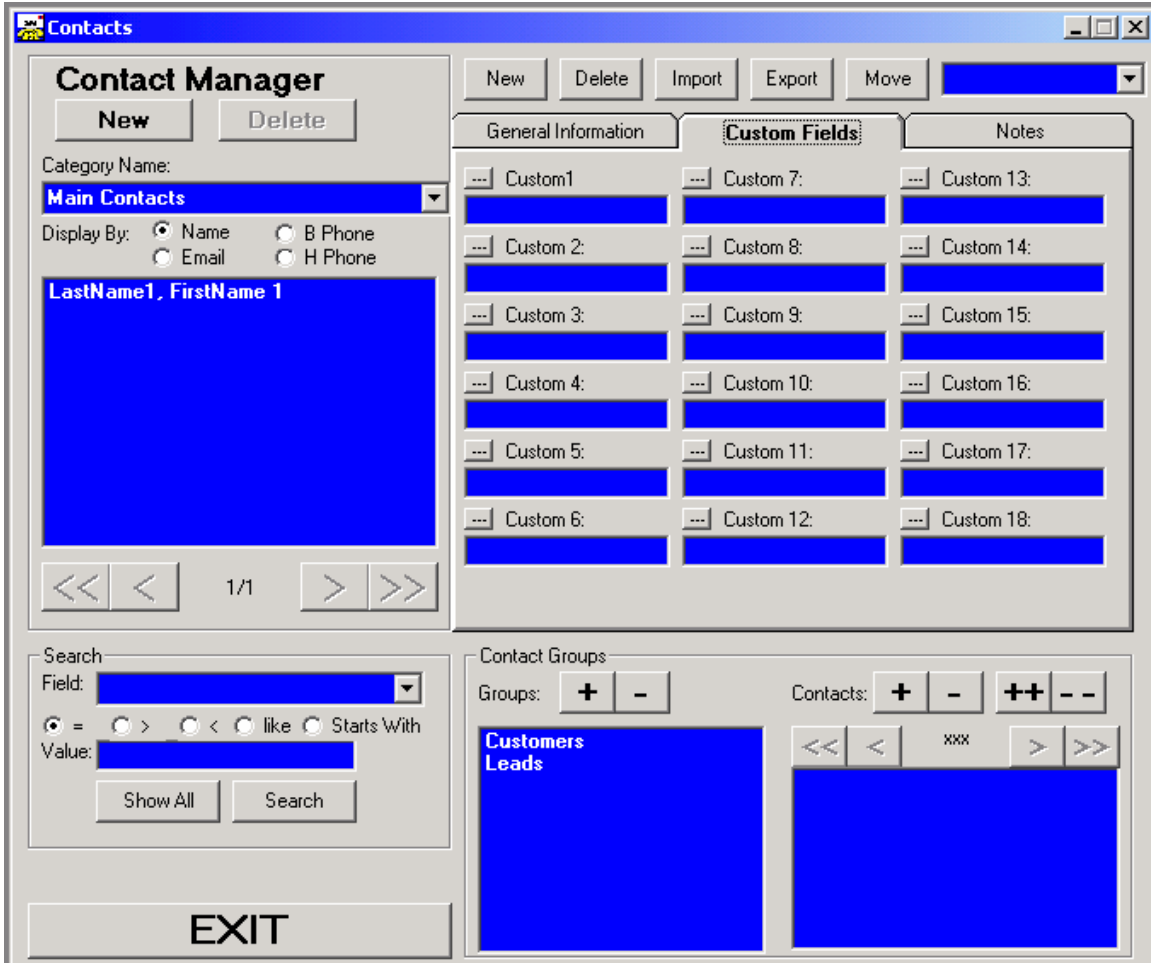 Contacts
Contact Manager
New Delete
Category Name:
Main Contacts
Display By: Name B Phone
Email H Phone
LastName1, FirstName 1
<< < 1/1 > >>
New Delete Import Export Move
General Information Custom Fields Notes
--- Custom1 --- Custom 7: --- Custom 13:
--- Custom 2: --- Custom 8: --- Custom 14:
--- Custom 3: --- Custom 9: --- Custom 15:
--- Custom 4: --- Custom 10: --- Custom 16:
--- Custom 5: --- Custom 11: --- Custom 17:
--- Custom 6: --- Custom 12: --- Custom 18:
Search
Field:
= > < like Starts With
Value:
Show All Search
EXIT
Contact Groups
Groups: + - Contacts: + - ++ - -
Customers
Leads
<< < xxx > >>